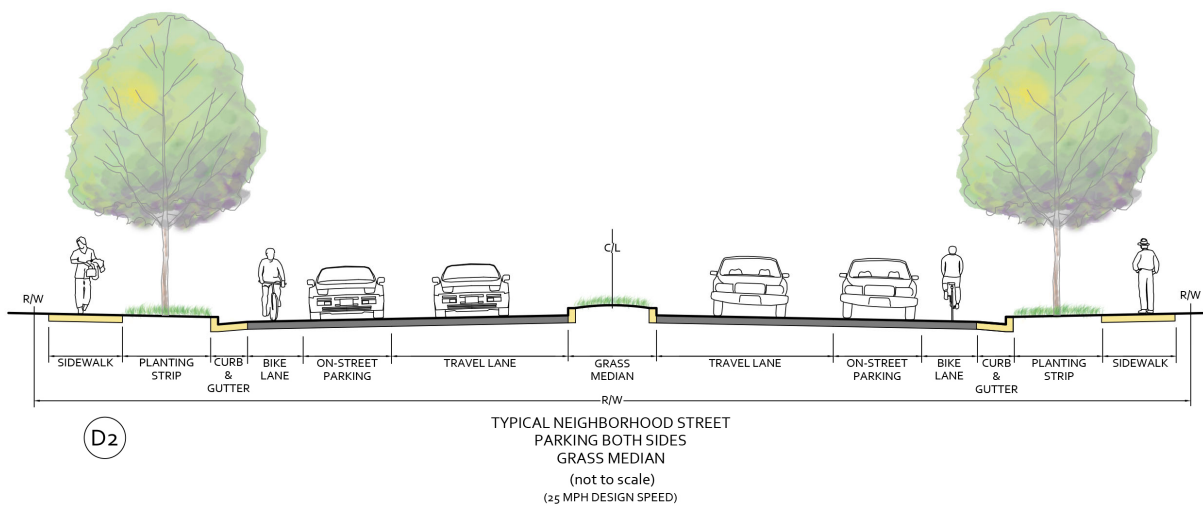 C/L
R/W
R/W
SIDEWALK
PLANTING
STRIP
CURB
&
GUTTER
BIKE
LANE
ON-STREET
PARKING
TRAVEL LANE
GRASS
MEDIAN
TRAVEL LANE
ON-STREET
PARKING
BIKE
LANE
CURB
&
GUTTER
PLANTING
STRIP
SIDEWALK
R/W
D2
TYPICAL NEIGHBORHOOD STREET
PARKING BOTH SIDES
GRASS MEDIAN
(not to scale)
(25 MPH DESIGN SPEED)